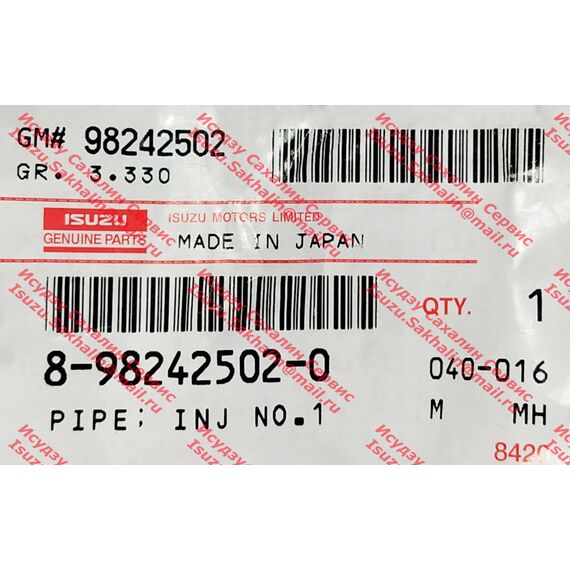 GM# 98242502
GR. 3.330
ISUZU
GENUINE PARTS
ISUZU MOTORS LIMITED
MADE IN JAPAN
QTY. 1
8-98242502-0
040-016
PIPE; INJ NO.1
M MH
8420
Исудзу Сахалин Сервис
Isuzu.Sakhalin@mail.ru